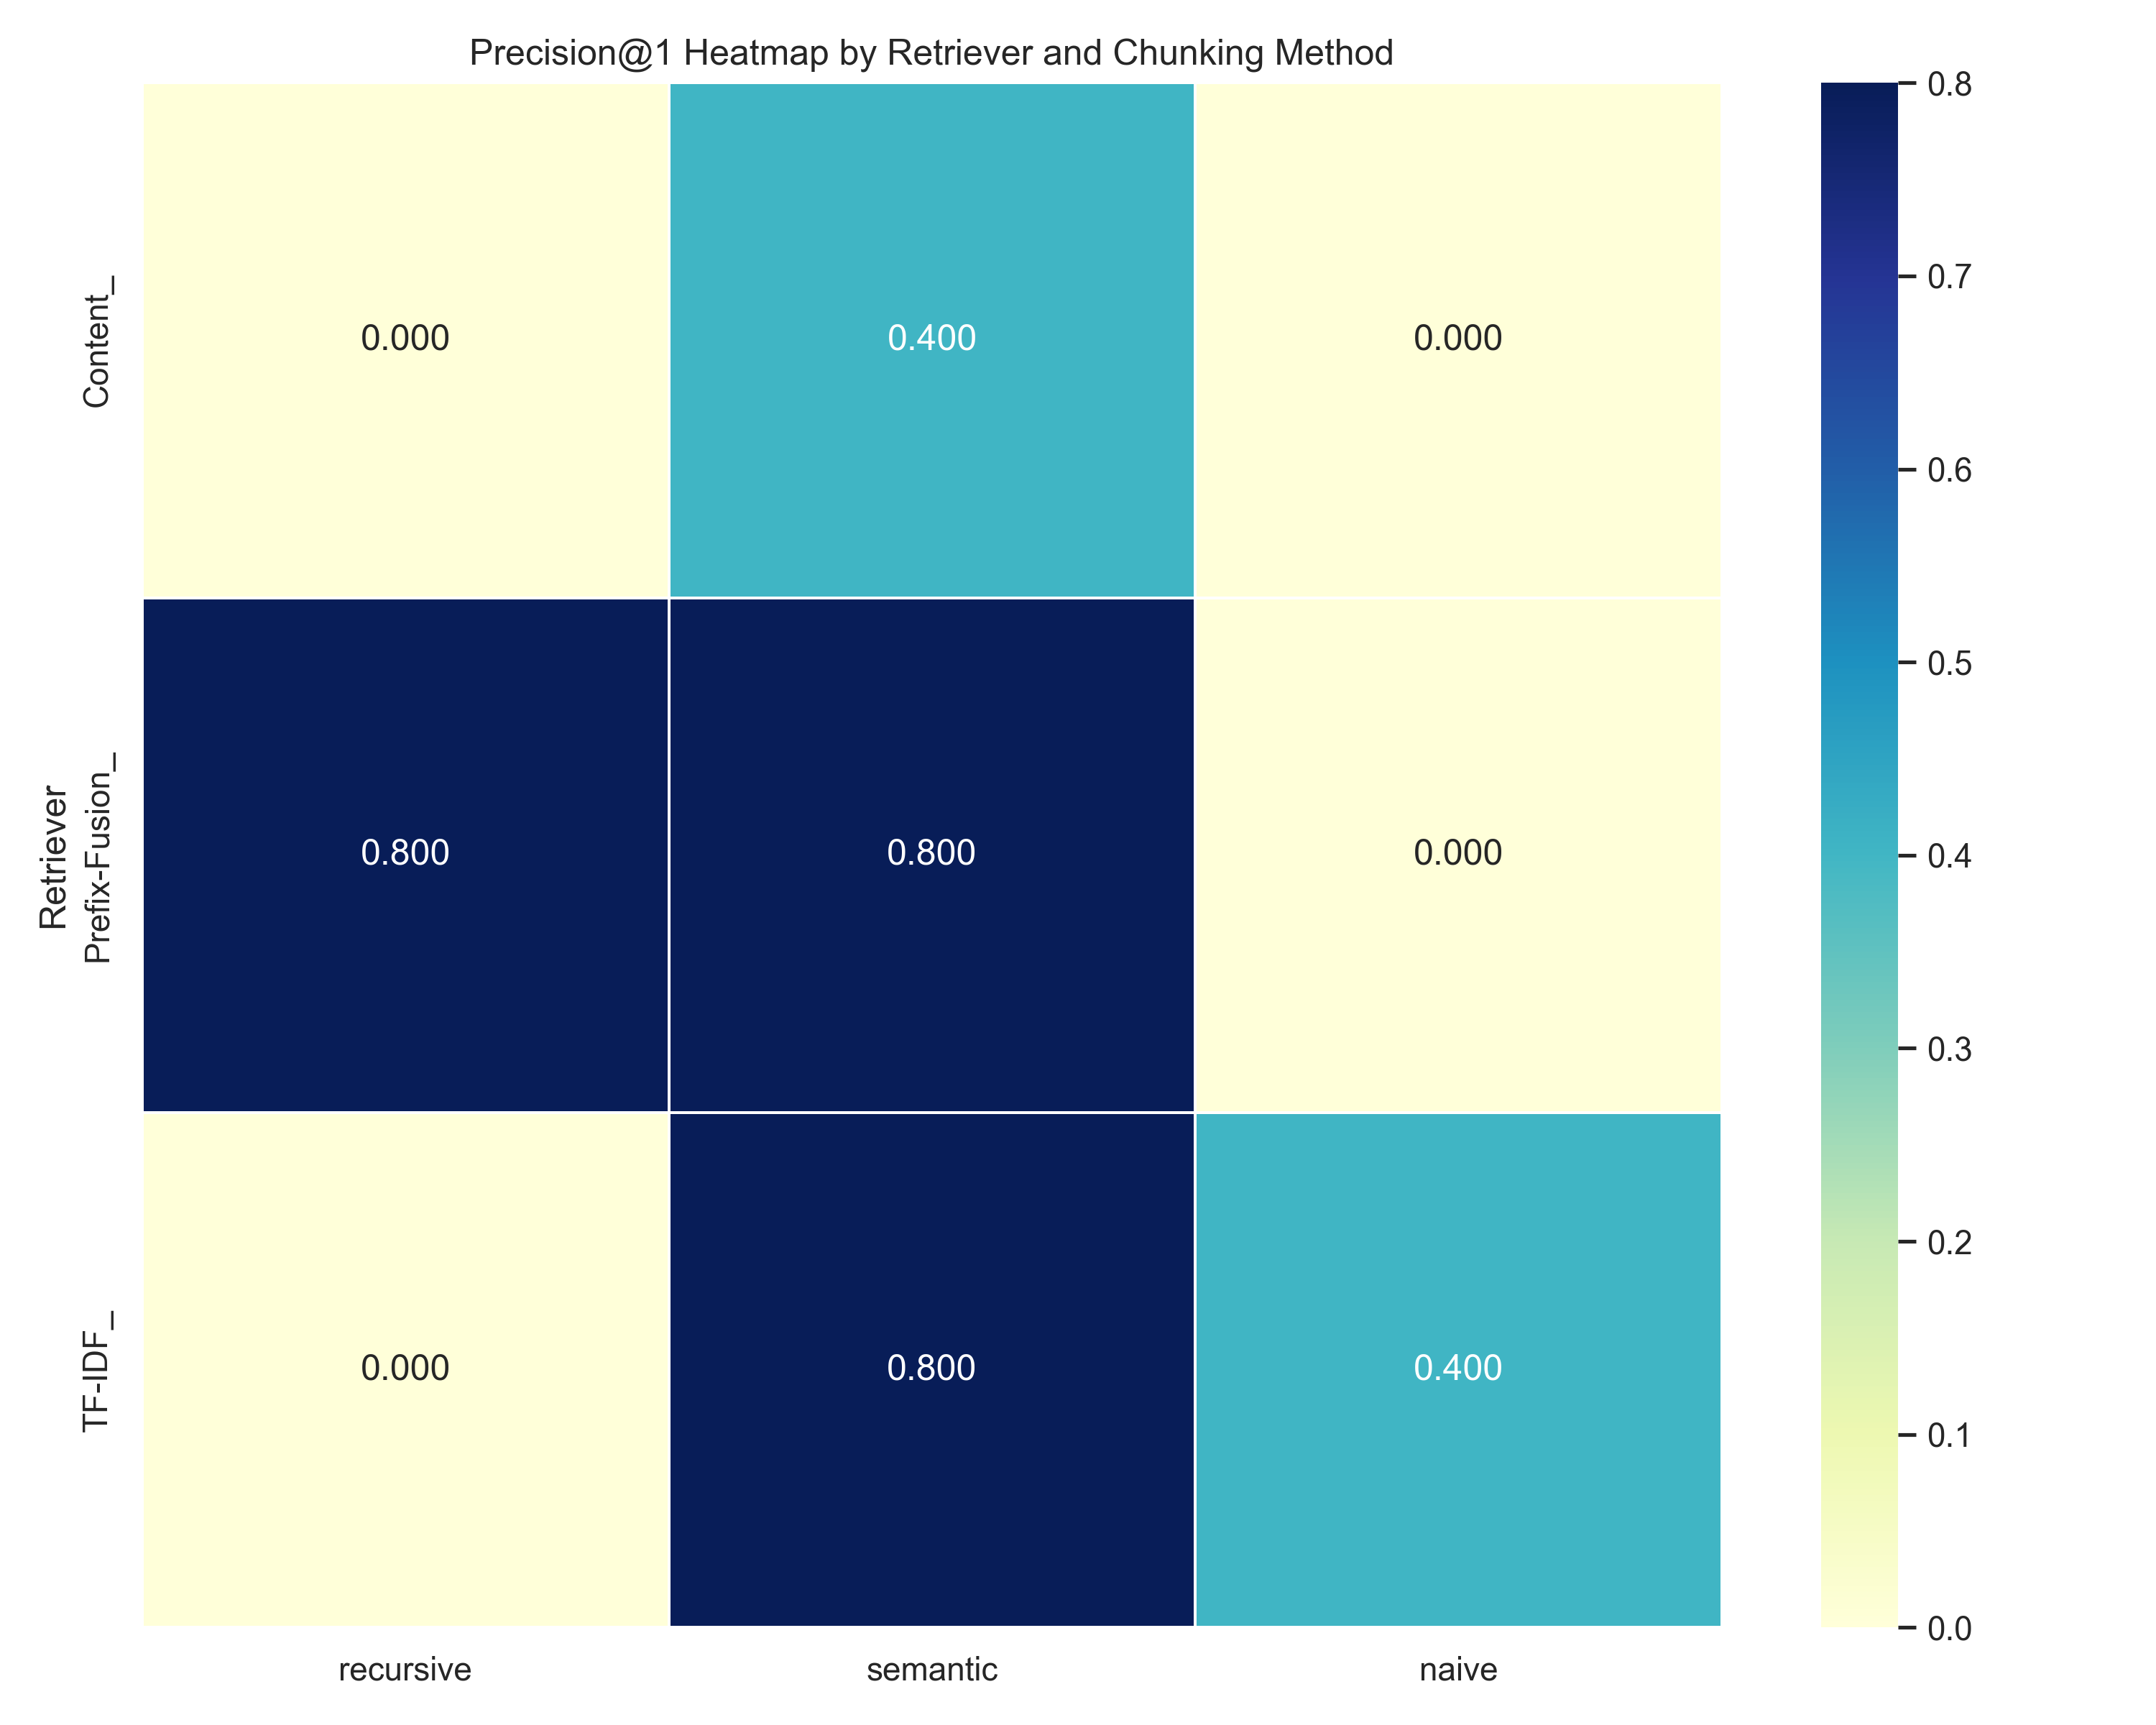 Precision@1 Heatmap by Retriever and Chunking Method
Retriever
Content_
0.000
0.400
0.000
Prefix-Fusion_
0.800
0.800
0.000
TF-IDF_
0.000
0.800
0.400
recursive
semantic
naive
0.8
0.7
0.6
0.5
0.4
0.3
0.2
0.1
0.0